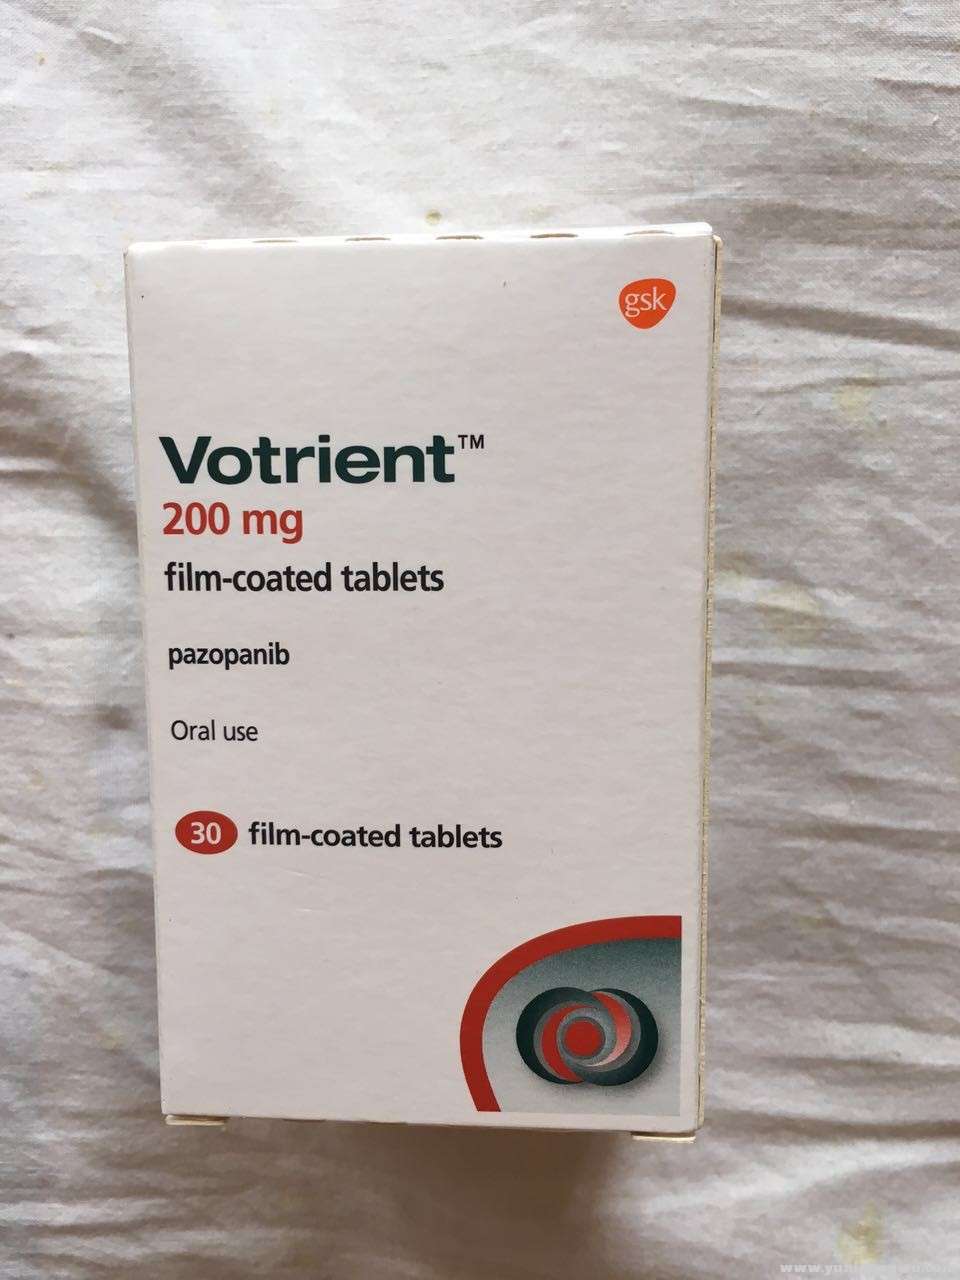 gsk
Votrient™
200 mg
film-coated tablets
pazopanib
Oral use
30 film-coated tablets